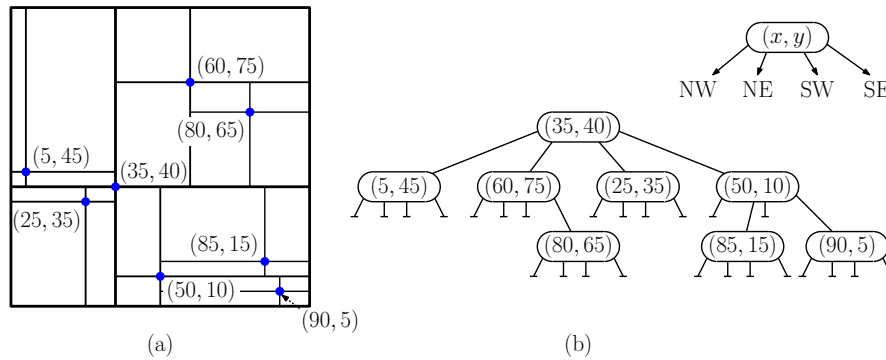 (60, 75)
(80, 65)
(5, 45)
(35, 40)
(25, 35)
(85, 15)
(50, 10)
(90, 5)
(a)
(x, y)
NW NE SW SE
(35, 40)
(5, 45) (60, 75) (25, 35) (50, 10)
(80, 65) (85, 15) (90, 5)
(b)